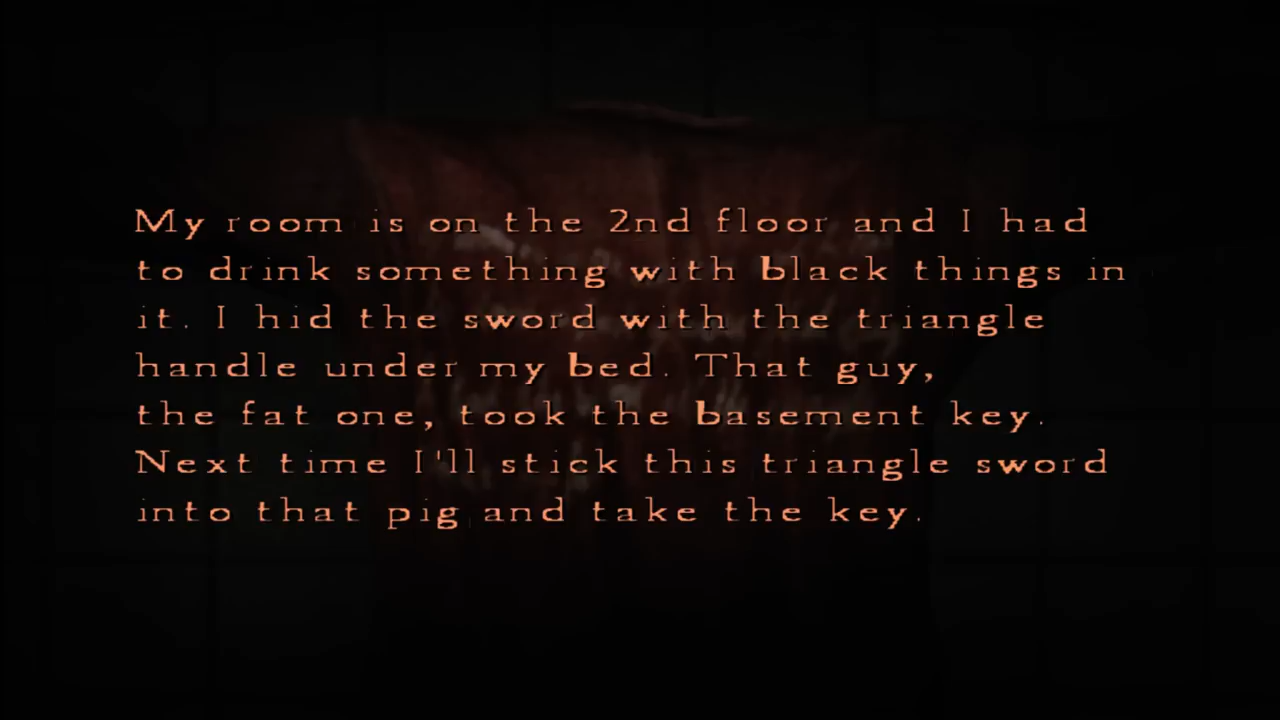 My room is on the 2nd floor and I had
to drink something with black things in
it. I hid the sword with the triangle
handle under my bed. That guy,
the fat one, took the basement key.
Next time I'll stick this triangle sword
into that pig and take the key.